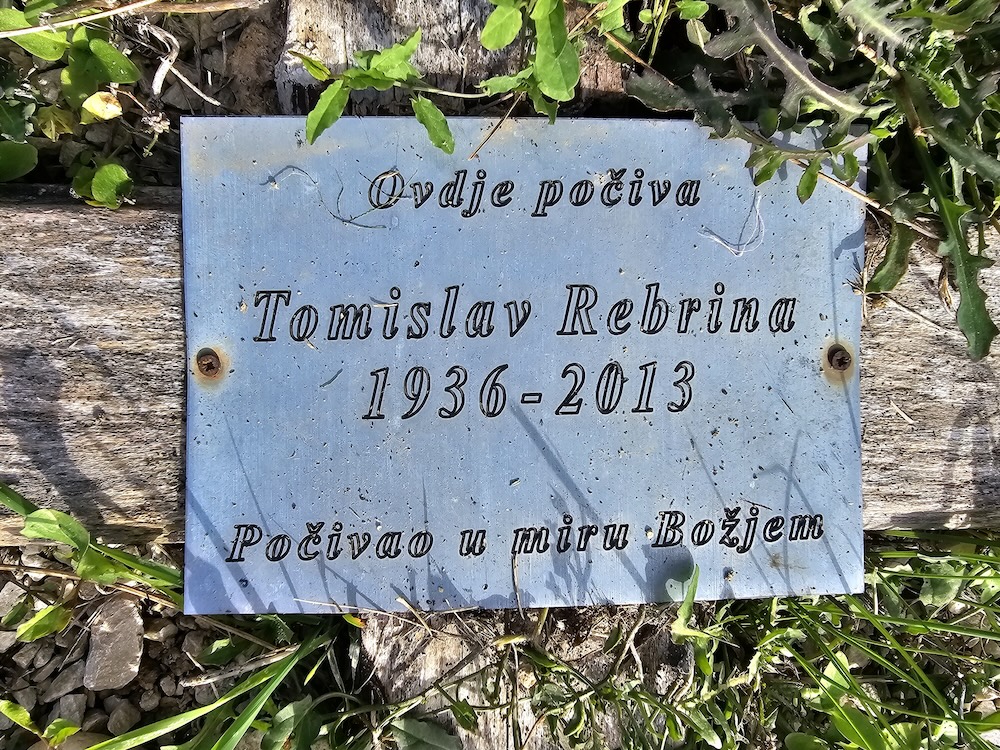 Ovdje počiva
Tomislav Rebrina
1936-2013
Počivao u miru Božjem